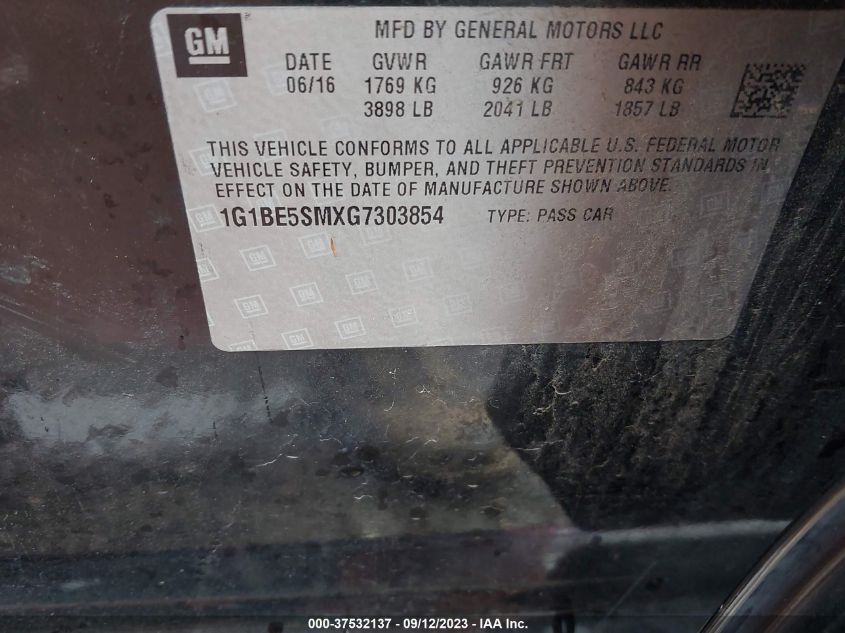 GM
MFD BY GENERAL MOTORS LLC
DATE GVWR GAWR FRT GAWR RR
06/16 1769 KG 926 KG 843 KG
3898 LB 2041 LB 1857 LB
THIS VEHICLE CONFORMS TO ALL APPLICABLE U.S. FEDERAL MOTOR
VEHICLE SAFETY, BUMPER, AND THEFT PREVENTION STANDARDS IN
EFFECT ON THE DATE OF MANUFACTURE SHOWN ABOVE.
1G1BE5SMXG7303854 TYPE: PASS CAR
000-37532137 - 09/12/2023 - IAA Inc.